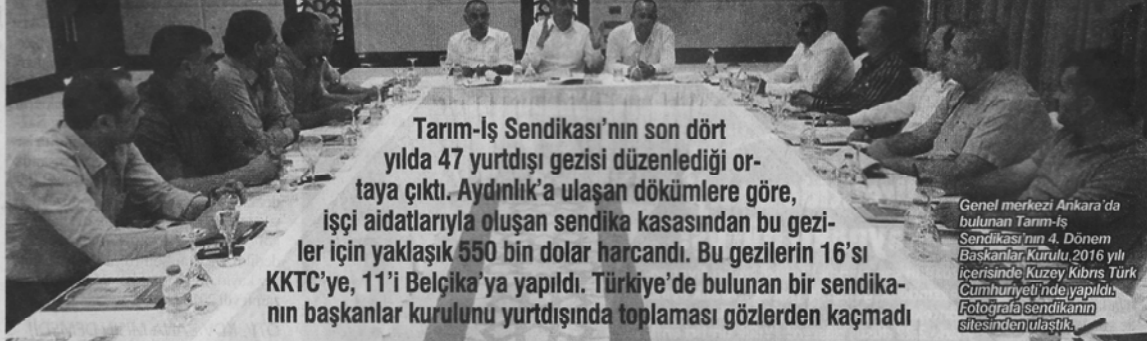 Tarım-İş Sendikası’nın son dört
yılda 47 yurtdışı gezisi düzenlediği or-
taya çıktı. Aydınlık’a ulaşan dökümlere göre,
işçi aidatlarıyla oluşan sendika kasasından bu gezi-
ler için yaklaşık 550 bin dolar harcandı. Bu gezilerin 16’sı
KKTC’ye, 11’i Belçika’ya yapıldı. Türkiye’de bulunan bir sendika-
nın başkanlar kurulunu yurtdışında toplaması gözlerden kaçmadı
Genel merkezi Ankara’da
bulunan Tarım-İş
Sendikası’nın 4. Dönem
Başkanlar Kurulu, 2016 yılı
içerisinde Kuzey Kıbrıs Türk
Cumhuriyeti’nde yapıldı.
Fotoğrafa sendikanın
sitesinden ulaştık.